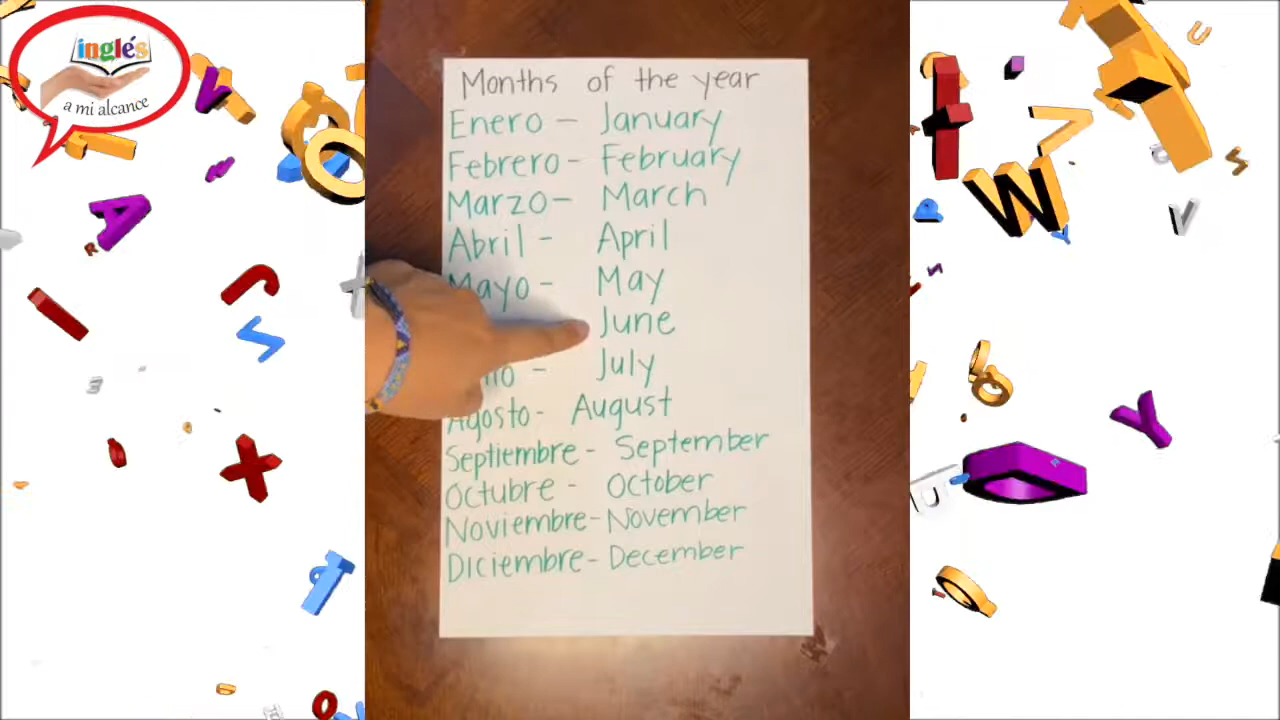 inglés
a mi alcance
Months of the year
Enero - January
Febrero - February
Marzo - March
Abril - April
Mayo - May
June
- July
Agosto - August
Septiembre - September
Octubre - October
Noviembre - November
Diciembre - December